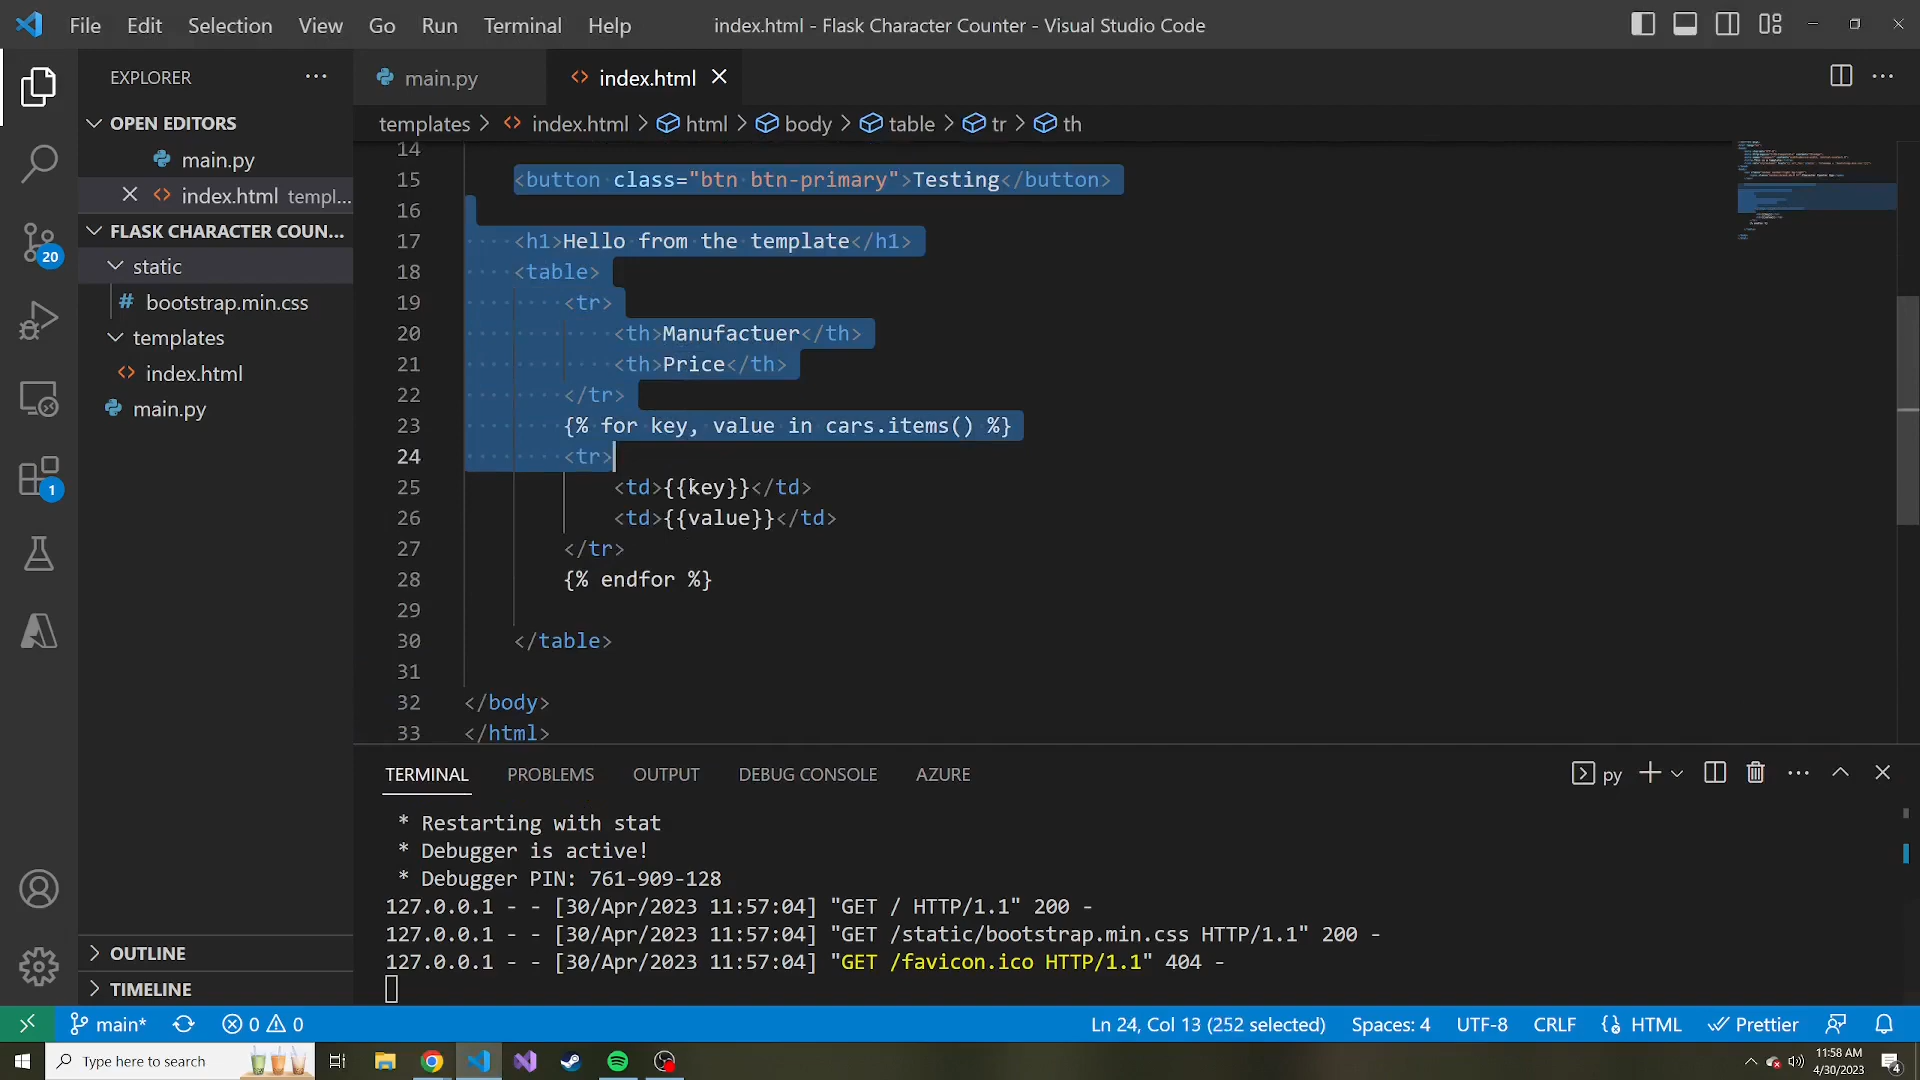 File Edit Selection View Go Run Terminal Help
index.html - Flask Character Counter - Visual Studio Code
EXPLORER
OPEN EDITORS
main.py
index.html templ...
FLASK CHARACTER COUN...
static
# bootstrap.min.css
templates
<> index.html
main.py
OUTLINE
TIMELINE
20
1
main.py
<> index.html
templates > <> index.html > html > body > table > tr > th
14
15 <button class="btn btn-primary">Testing</button>
16
17 <h1>Hello from the template</h1>
18 <table>
19 <tr>
20 <th>Manufactuer</th>
21 <th>Price</th>
22 </tr>
23 {% for key, value in cars.items() %}
24 <tr>
25 <td>{{key}}</td>
26 <td>{{value}}</td>
27 </tr>
28 {% endfor %}
29
30 </table>
31
32 </body>
33 </html>
TERMINAL PROBLEMS OUTPUT DEBUG CONSOLE AZURE
py
* Restarting with stat
* Debugger is active!
* Debugger PIN: 761-909-128
127.0.0.1 - - [30/Apr/2023 11:57:04] "GET / HTTP/1.1" 200 -
127.0.0.1 - - [30/Apr/2023 11:57:04] "GET /static/bootstrap.min.css HTTP/1.1" 200 -
127.0.0.1 - - [30/Apr/2023 11:57:04] "GET /favicon.ico HTTP/1.1" 404 -
main* 0 0
Ln 24, Col 13 (252 selected) Spaces: 4 UTF-8 CRLF HTML Prettier
Type here to search
11:58 AM
4/30/2023
4